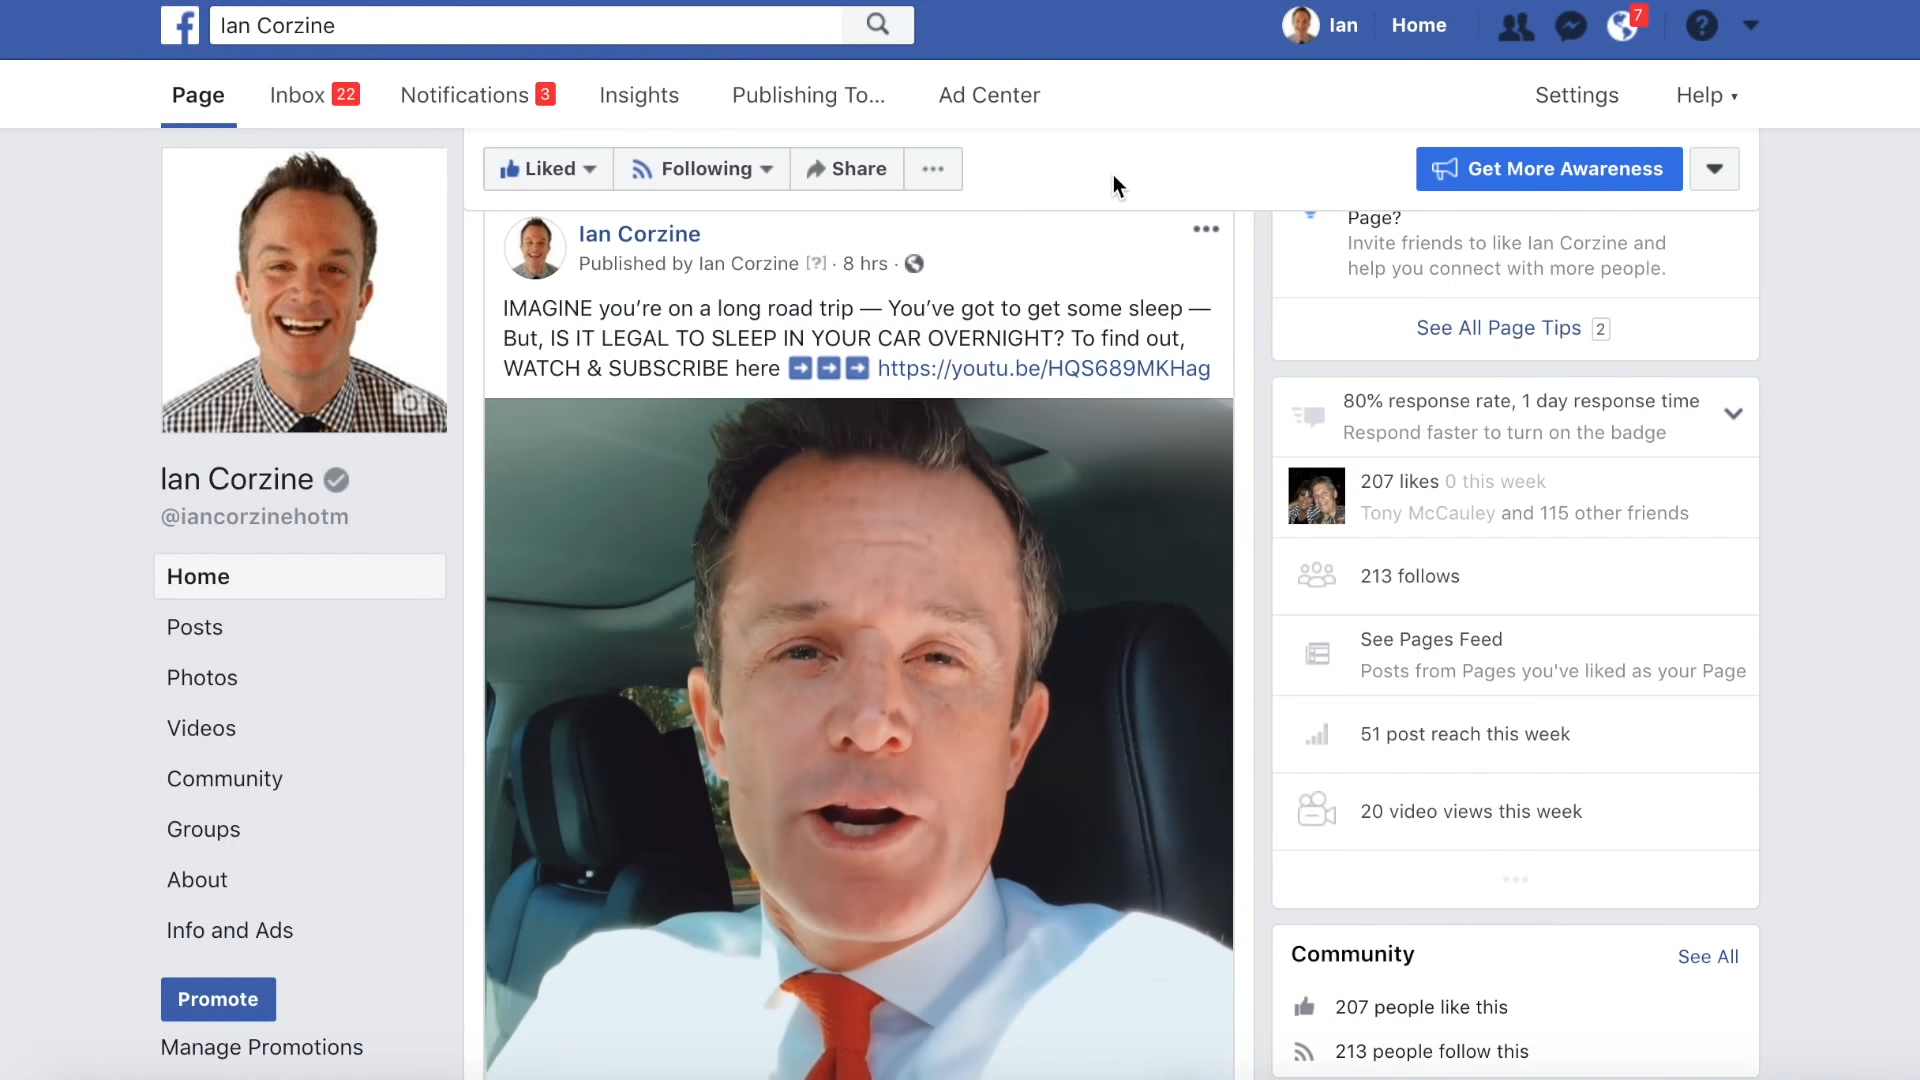 Ian Corzine
Ian
Home
7
Page
Inbox 22
Notifications 3
Insights
Publishing To...
Ad Center
Settings
Help
Liked
Following
Share
Get More Awareness
Ian Corzine
Published by Ian Corzine [?] · 8 hrs ·
IMAGINE you’re on a long road trip — You’ve got to get some sleep —
But, IS IT LEGAL TO SLEEP IN YOUR CAR OVERNIGHT? To find out,
WATCH & SUBSCRIBE here ➡➡➡ https://youtu.be/HQS689MKHag
Ian Corzine
@iancorzinehotm
Home
Posts
Photos
Videos
Community
Groups
About
Info and Ads
Promote
Manage Promotions
Page?
Invite friends to like Ian Corzine and
help you connect with more people.
See All Page Tips 2
80% response rate, 1 day response time
Respond faster to turn on the badge
207 likes 0 this week
Tony McCauley and 115 other friends
213 follows
See Pages Feed
Posts from Pages you've liked as your Page
51 post reach this week
20 video views this week
Community
See All
207 people like this
213 people follow this